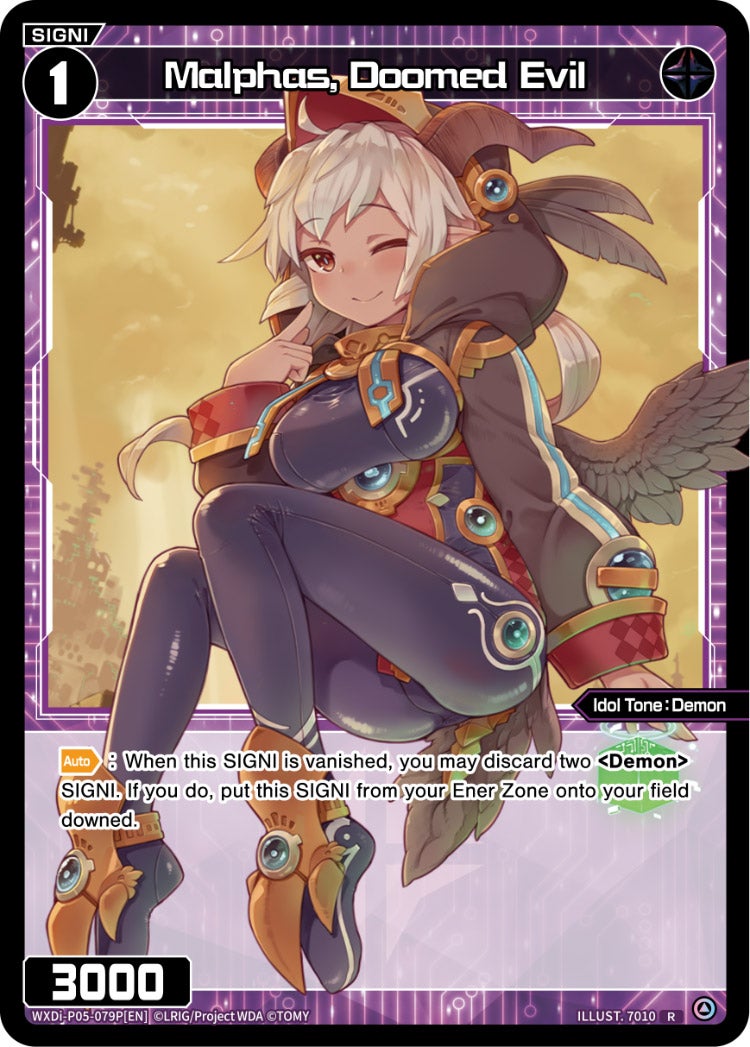 SIGNI
1
Malphas, Doomed Evil
Idol Tone:Demon
Auto : When this SIGNI is vanished, you may discard two <Demon>
SIGNI. If you do, put this SIGNI from your Ener Zone onto your field
downed.
3000
WXDi-P05-079P[EN] ©LRIG/Project WDA ©TOMY
ILLUST. 7010 R